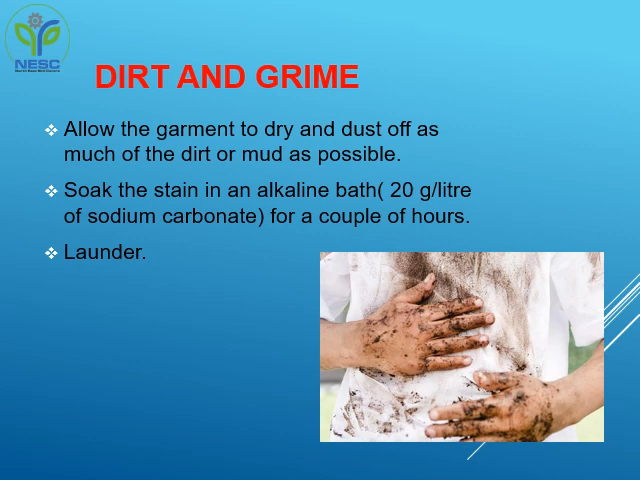 NESC
DIRT AND GRIME
Allow the garment to dry and dust off as
much of the dirt or mud as possible.
Soak the stain in an alkaline bath( 20 g/litre
of sodium carbonate) for a couple of hours.
Launder.